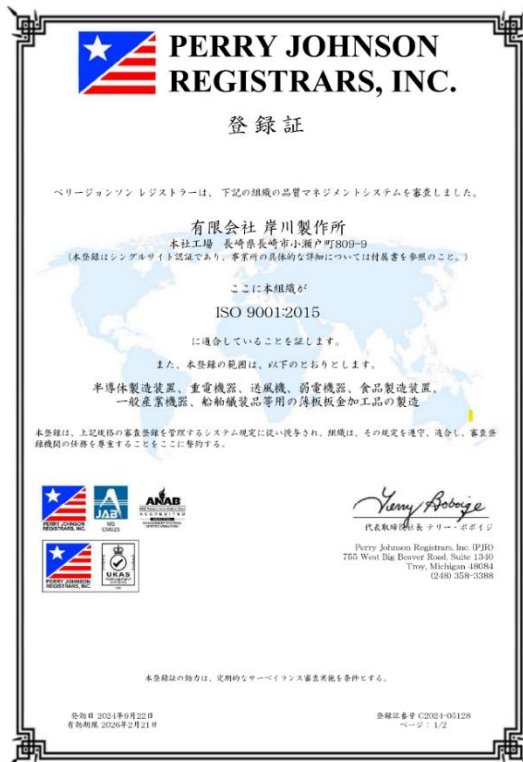 PERRY JOHNSON
REGISTRARS, INC.
登録証
ペリージョンソン レジストラーは、下記の組織の品質マネジメントシステムを審査しました。
有限会社 岸川製作所
本社工場 長崎県長崎市小瀬戸町809-9
(本登録はシングルサイト認証であり、事業所の具体的な詳細については付属書を参照のこと。)
ここに本組織が
ISO 9001:2015
に適合していることを証します。
また、本登録の範囲は、以下のとおりとします。
半導体製造装置、重電機器、送風機、弱電機器、食品製造装置、
一般産業機器、船舶艤装品等用の薄板板金加工品の製造
本登録は、上記規格の審査登録を管理するシステム規定に従い授与され、組織は、その規定を遵守、適合し、審査登
録機関の任務を尊重することをここに誓約する。
PERRY JOHNSON
REGISTRARS, INC.
JAB
MS
CM023
ANAB
ACCREDITED
PERRY JOHNSON
REGISTRARS, INC.
UKAS
MANAGEMENT
SYSTEMS
代表取締役社長 テリー・ボボイジ
Perry Johnson Registrars, Inc. (PJR)
755 West Big Beaver Road, Suite 1340
Troy, Michigan 48084
(248) 358-3388
本登録証の効力は、定期的なサーベイランス審査実施を条件とする。
発効日 2024年9月22日
有効期限 2026年2月21日
登録証番号 C2024-05128
ページ : 1/2